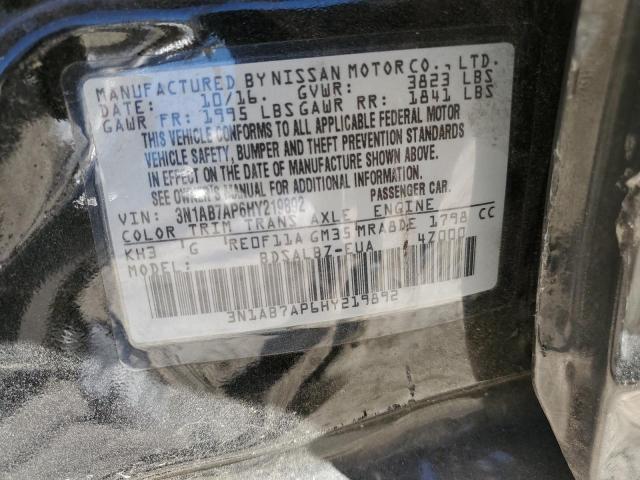 MANUFACTURED BY NISSAN MOTOR CO., LTD.
DATE: 10/16. GVWR: 3823 LBS
GAWR FR: 1995 LBS GAWR RR: 1841 LBS
THIS VEHICLE CONFORMS TO ALL APPLICABLE FEDERAL MOTOR
VEHICLE SAFETY, BUMPER AND THEFT PREVENTION STANDARDS
IN EFFECT ON THE DATE OF MANUFACTURE SHOWN ABOVE.
SEE OWNER'S MANUAL FOR ADDITIONAL INFORMATION.
VIN: 3N1AB7AP6HY219892 PASSENGER CAR.
COLOR TRIM TRANS AXLE ENGINE
KH3 G RE0F11A GM35 MRA8DE 1798 CC
MODEL: BDSALB7-EUA 47000
3N1AB7AP6HY219892